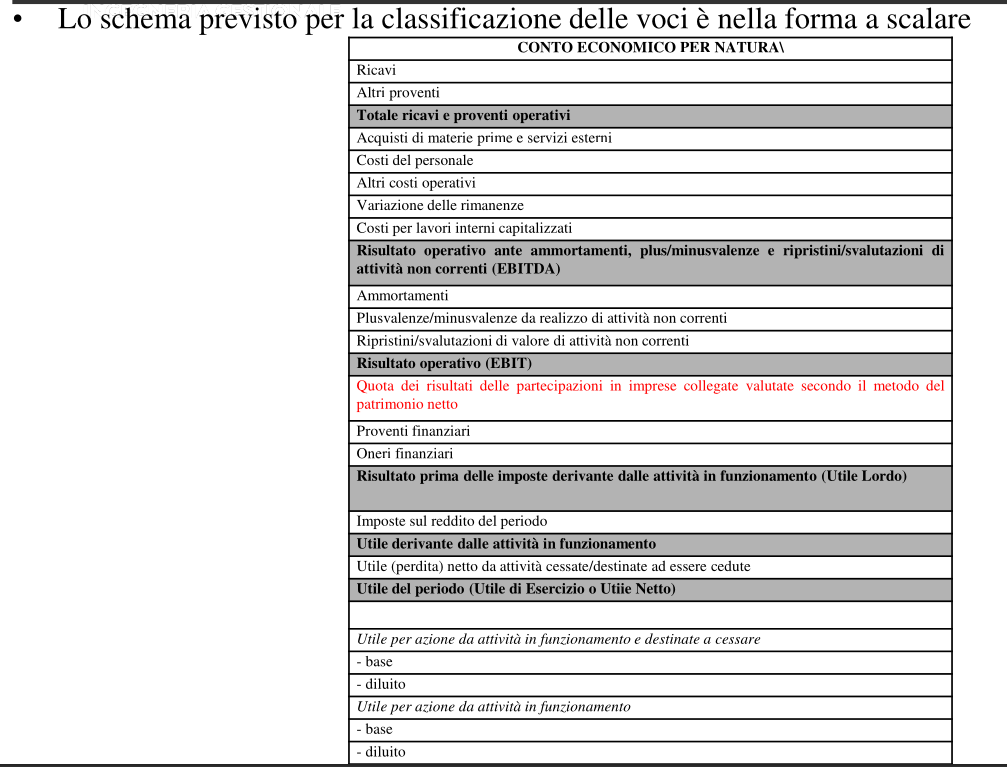 • Lo schema previsto per la classificazione delle voci è nella forma a scalare
CONTO ECONOMICO PER NATURA\
Ricavi
Altri proventi
Totale ricavi e proventi operativi
Acquisti di materie prime e servizi esterni
Costi del personale
Altri costi operativi
Variazione delle rimanenze
Costi per lavori interni capitalizzati
Risultato operativo ante ammortamenti, plus/minusvalenze e ripristini/svalutazioni di
attività non correnti (EBITDA)
Ammortamenti
Plusvalenze/minusvalenze da realizzo di attività non correnti
Ripristini/svalutazioni di valore di attività non correnti
Risultato operativo (EBIT)
Quota dei risultati delle partecipazioni in imprese collegate valutate secondo il metodo del
patrimonio netto
Proventi finanziari
Oneri finanziari
Risultato prima delle imposte derivante dalle attività in funzionamento (Utile Lordo)
Imposte sul reddito del periodo
Utile derivante dalle attività in funzionamento
Utile (perdita) netto da attività cessate/destinate ad essere cedute
Utile del periodo (Utile di Esercizio o Utiie Netto)
Utile per azione da attività in funzionamento e destinate a cessare
- base
- diluito
Utile per azione da attività in funzionamento
- base
- diluito